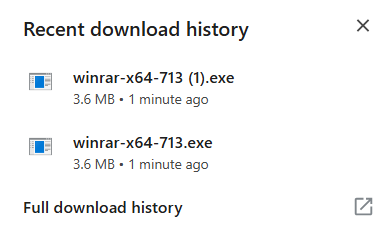 Recent download history
winrar-x64-713 (1).exe
3.6 MB • 1 minute ago
winrar-x64-713.exe
3.6 MB • 1 minute ago
Full download history